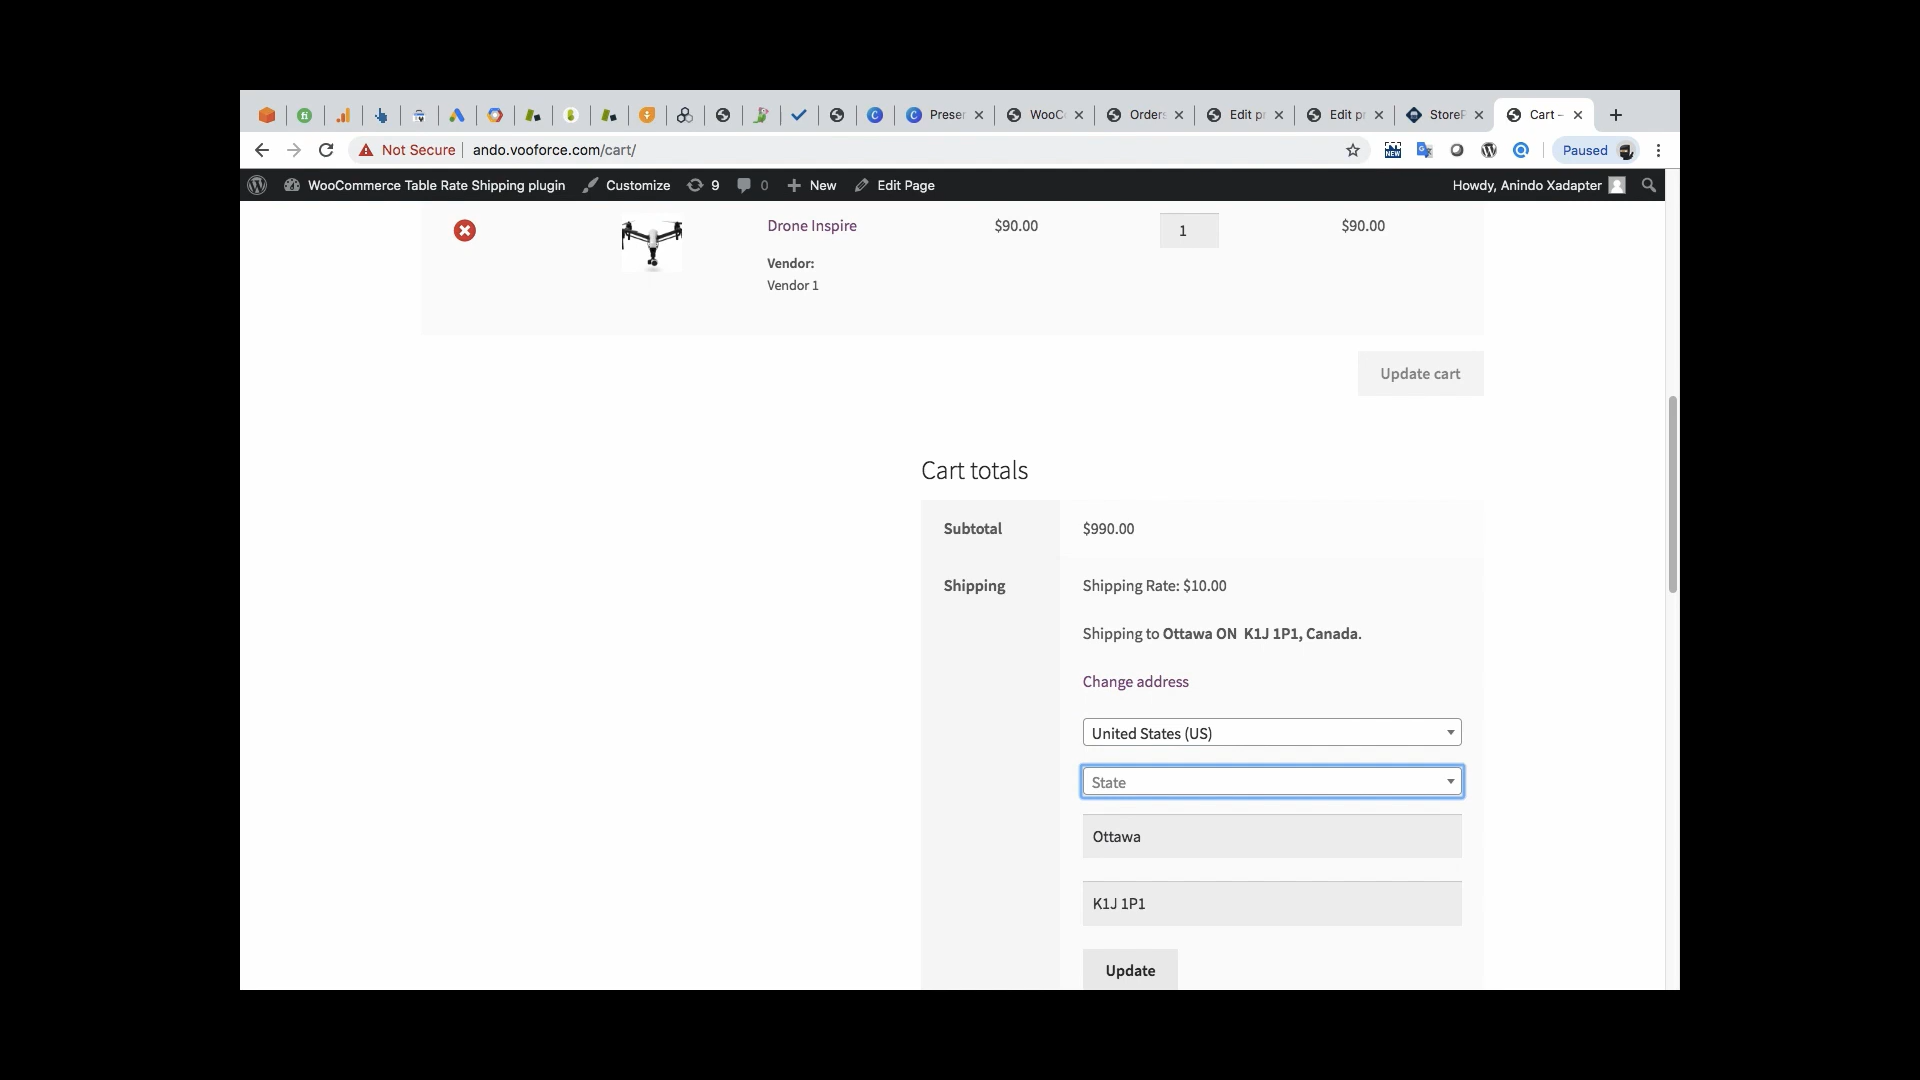 Preser
WooC
Orders
Edit pr
Edit pr
StoreP
Cart –
Not Secure
ando.vooforce.com/cart/
NEW
Paused
WooCommerce Table Rate Shipping plugin
Customize
9
0
New
Edit Page
Howdy, Anindo Xadapter
Drone Inspire
$90.00
1
$90.00
Vendor:
Vendor 1
Update cart
Cart totals
Subtotal
$990.00
Shipping
Shipping Rate: $10.00
Shipping to Ottawa ON K1J 1P1, Canada.
Change address
United States (US)
State
Ottawa
K1J 1P1
Update